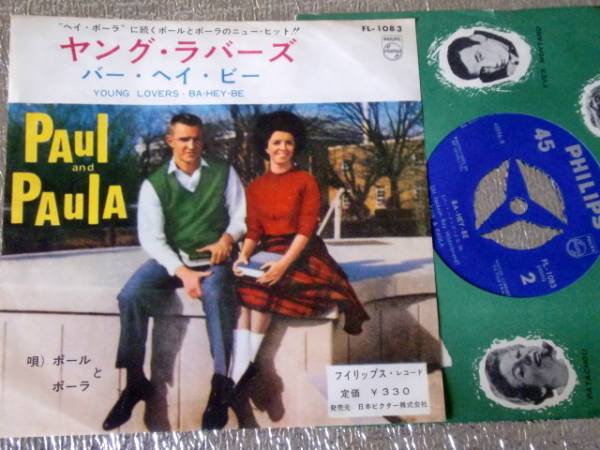 "ヘイ・ポーラ"に続くポールとポーラのニュー・ヒット!!
FL-1083
PHILIPS
ヤング・ラバーズ
バー・ヘイ・ビー
YOUNG LOVERS・BA-HEY-BE
PAUL
and
PAULA
唄) ポール
と
ポーラ
フイリップス・レコード
定価 ¥330
発売元 日本ビクター株式会社
YVES MONTAND
45 PHILIPS
BA-HEY-BE
FL-1083
2
PATACHOU